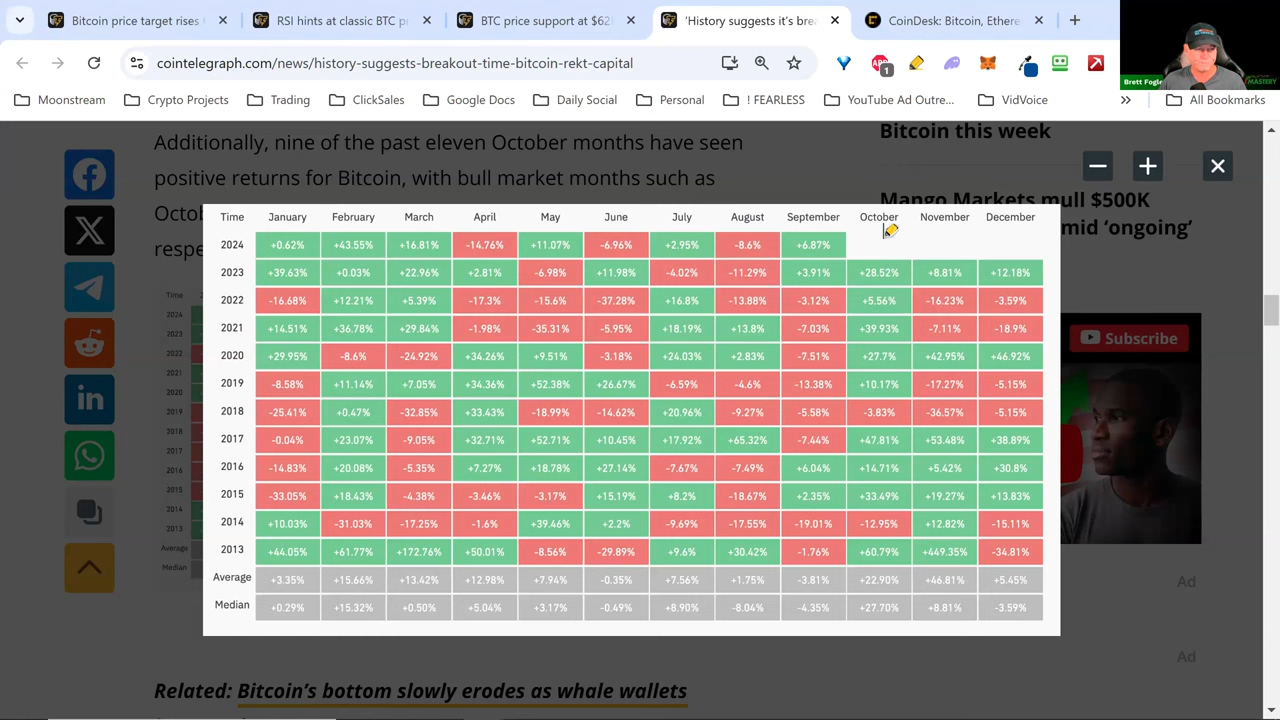 Bitcoin price target rises
RSI hints at classic BTC p
BTC price support at $62
'History suggests it's brea
CoinDesk: Bitcoin, Ethere
cointelegraph.com/news/history-suggests-breakout-time-bitcoin-rekt-capital
1
Brett Fogle
MASTERY
Moonstream
Crypto Projects
Trading
ClickSales
Google Docs
Daily Social
Personal
! FEARLESS
YouTube Ad Outre...
VidVoice
All Bookmarks
Additionally, nine of the past eleven October months have seen
positive returns for Bitcoin, with bull market months such as
Octob
respe
Bitcoin this week
Mango Markets mull $500K
mid 'ongoing'
Time January February March April May June July August September October November December
2024 +0.62% +43.55% +16.81% -14.76% +11.07% -6.96% +2.95% -8.6% +6.87%
2023 +39.63% +0.03% +22.96% +2.81% -6.98% +11.98% -4.02% -11.29% +3.91% +28.52% +8.81% +12.18%
2022 -16.68% +12.21% +5.39% -17.3% -15.6% -37.28% +16.8% -13.88% -3.12% +5.56% -16.23% -3.59%
2021 +14.51% +36.78% +29.84% -1.98% -35.31% -5.95% +18.19% +13.8% -7.03% +39.93% -7.11% -18.9%
2020 +29.95% -8.6% -24.92% +34.26% +9.51% -3.18% +24.03% +2.83% -7.51% +27.7% +42.95% +46.92%
2019 -8.58% +11.14% +7.05% +34.36% +52.38% +26.67% -6.59% -4.6% -13.38% +10.17% -17.27% -5.15%
2018 -25.41% +0.47% -32.85% +33.43% -18.99% -14.62% +20.96% -9.27% -5.58% -3.83% -36.57% -5.15%
2017 -0.04% +23.07% -9.05% +32.71% +52.71% +10.45% +17.92% +65.32% -7.44% +47.81% +53.48% +38.89%
2016 -14.83% +20.08% -5.35% +7.27% +18.78% +27.14% -7.67% -7.49% +6.04% +14.71% +5.42% +30.8%
2015 -33.05% +18.43% -4.38% -3.46% -3.17% +15.19% +8.2% -18.67% +2.35% +33.49% +19.27% +13.83%
2014 +10.03% -31.03% -17.25% -1.6% +39.46% +2.2% -9.69% -17.55% -19.01% -12.95% +12.82% -15.11%
2013 +44.05% +61.77% +172.76% +50.01% -8.56% -29.89% +9.6% +30.42% -1.76% +60.79% +449.35% -34.81%
Average +3.35% +15.66% +13.42% +12.98% +7.94% -0.35% +7.56% +1.75% -3.81% +22.90% +46.81% +5.45%
Median +0.29% +15.32% +0.50% +5.04% +3.17% -0.49% +8.90% -8.04% -4.35% +27.70% +8.81% -3.59%
Time
2024
2023
2022
2021
2020
2019
2018
2017
2016
2015
2014
2013
Average
Median
Subscribe
Ad
Ad
Related: Bitcoin's bottom slowly erodes as whale wallets